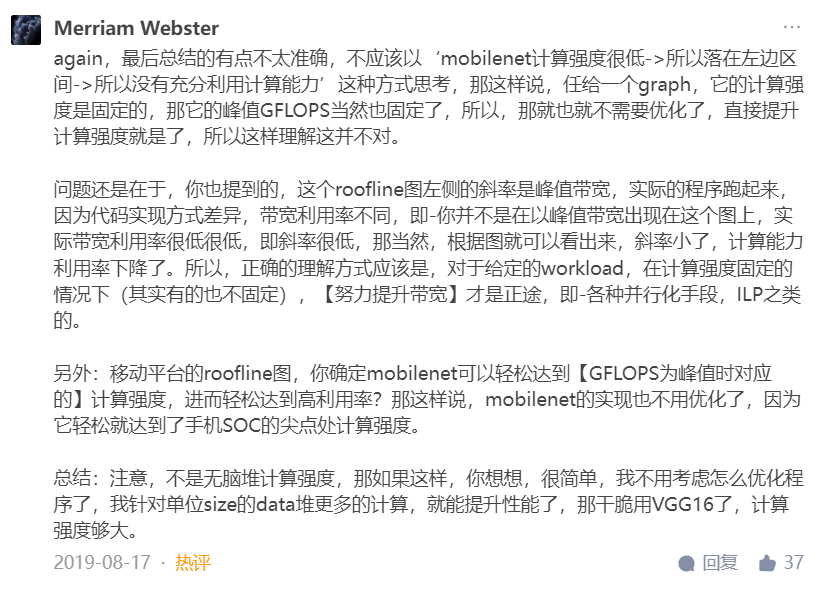 Merriam Webster
again，最后总结的有点不太准确，不应该以‘mobilenet计算强度很低->所以落在左边区
间->所以没有充分利用计算能力’这种方式思考，那这样说，任给一个graph，它的计算强
度是固定的，那它的峰值GFLOPS当然也固定了，所以，那就也就不需要优化了，直接提升
计算强度就是了，所以这样理解这并不对。
问题还是在于，你也提到的，这个roofline图左侧的斜率是峰值带宽，实际的程序跑起来，
因为代码实现方式差异，带宽利用率不同，即-你并不是在以峰值带宽出现在这个图上，实
际带宽利用率很低很低，即斜率很低，那当然，根据图就可以看出来，斜率小了，计算能力
利用率下降了。所以，正确的理解方式应该是，对于给定的workload，在计算强度固定的
情况下（其实有的也不固定），【努力提升带宽】才是正途，即-各种并行化手段，ILP之类
的。
另外：移动平台的roofline图，你确定mobilenet可以轻松达到【GFLOPS为峰值时对应
的】计算强度，进而轻松达到高利用率？那这样说，mobilenet的实现也不用优化了，因为
它轻松就达到了手机SOC的尖点处计算强度。
总结：注意，不是无脑堆计算强度，那如果这样，你想想，很简单，我不用考虑怎么优化程
序了，我针对单位size的data堆更多的计算，就能提升性能了，那干脆用VGG16了，计算
强度够大。
2019-08-17 · 热评
回复 37